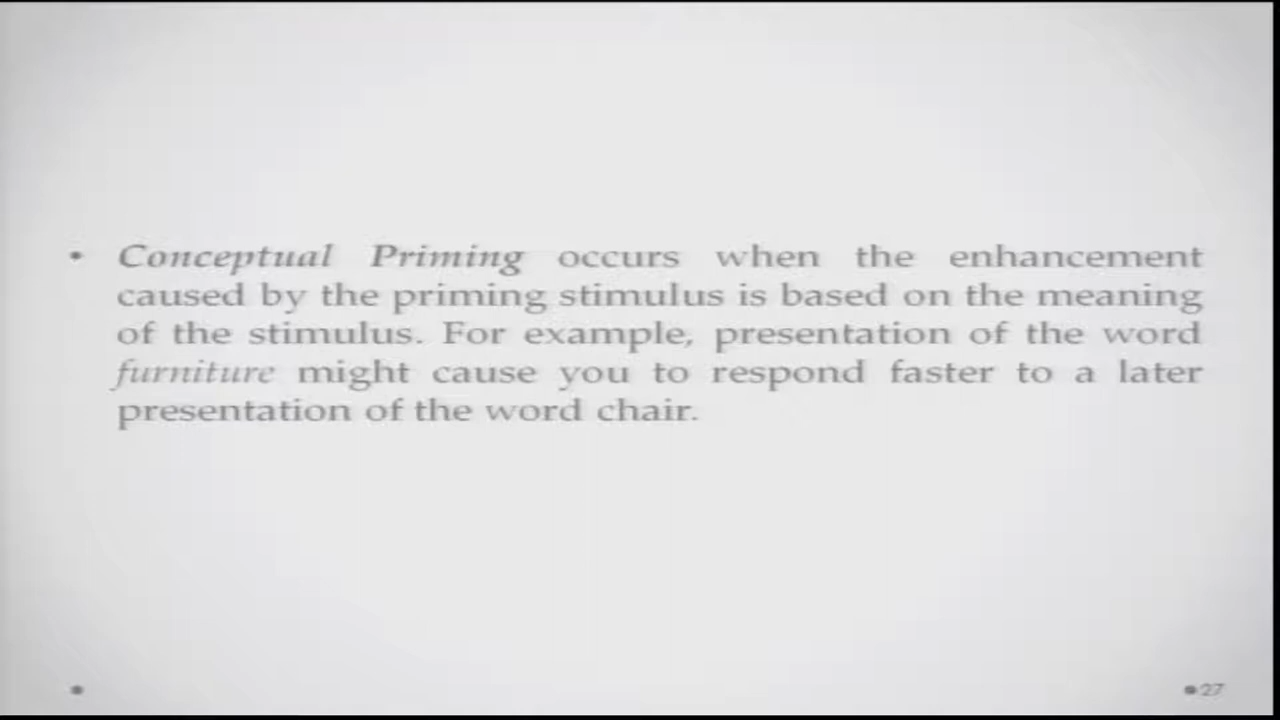 • Conceptual Priming occurs when the enhancement
caused by the priming stimulus is based on the meaning
of the stimulus. For example, presentation of the word
furniture might cause you to respond faster to a later
presentation of the word chair.
27